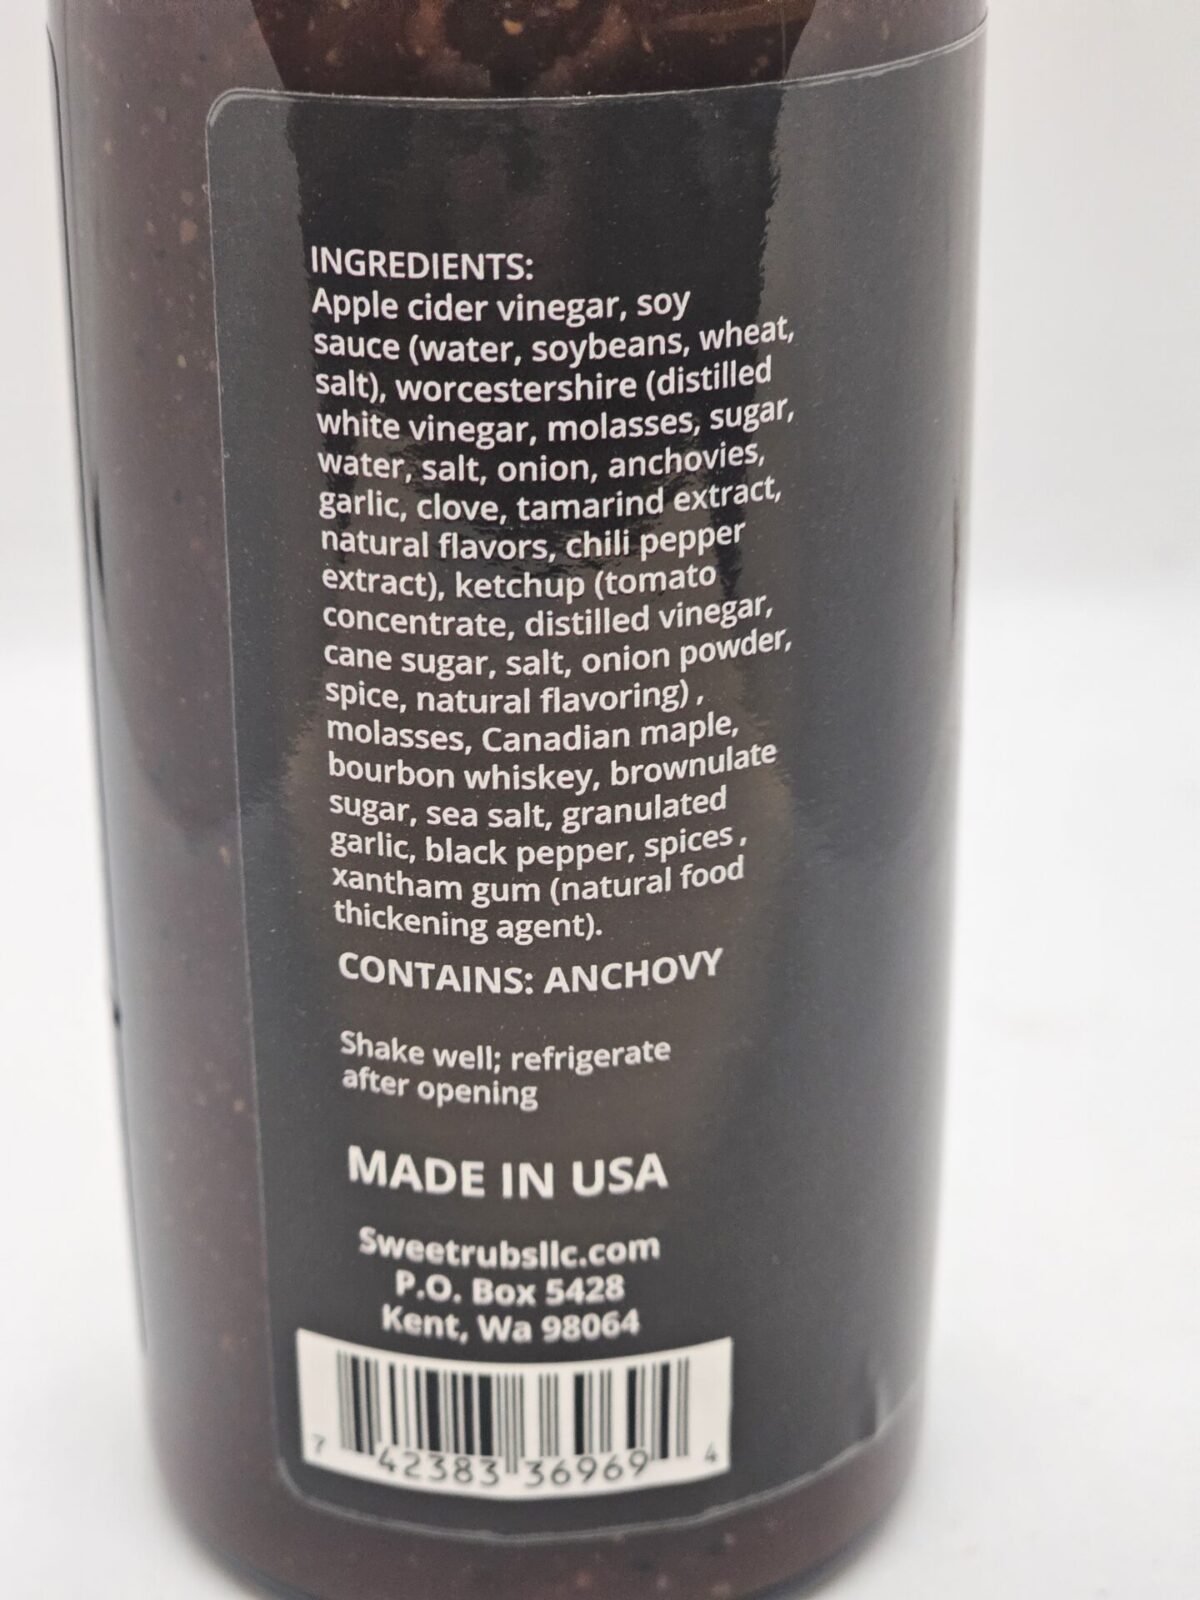 INGREDIENTS:
Apple cider vinegar, soy
sauce (water, soybeans, wheat,
salt), worcestershire (distilled
white vinegar, molasses, sugar,
water, salt, onion, anchovies,
garlic, clove, tamarind extract,
natural flavors, chili pepper
extract), ketchup (tomato
concentrate, distilled vinegar,
cane sugar, salt, onion powder,
spice, natural flavoring) ,
molasses, Canadian maple,
bourbon whiskey, brownulate
sugar, sea salt, granulated
garlic, black pepper, spices ,
xantham gum (natural food
thickening agent).
CONTAINS: ANCHOVY
Shake well; refrigerate
after opening
MADE IN USA
Sweetrubsllc.com
P.O. Box 5428
Kent, Wa 98064
7 42383 36969 4